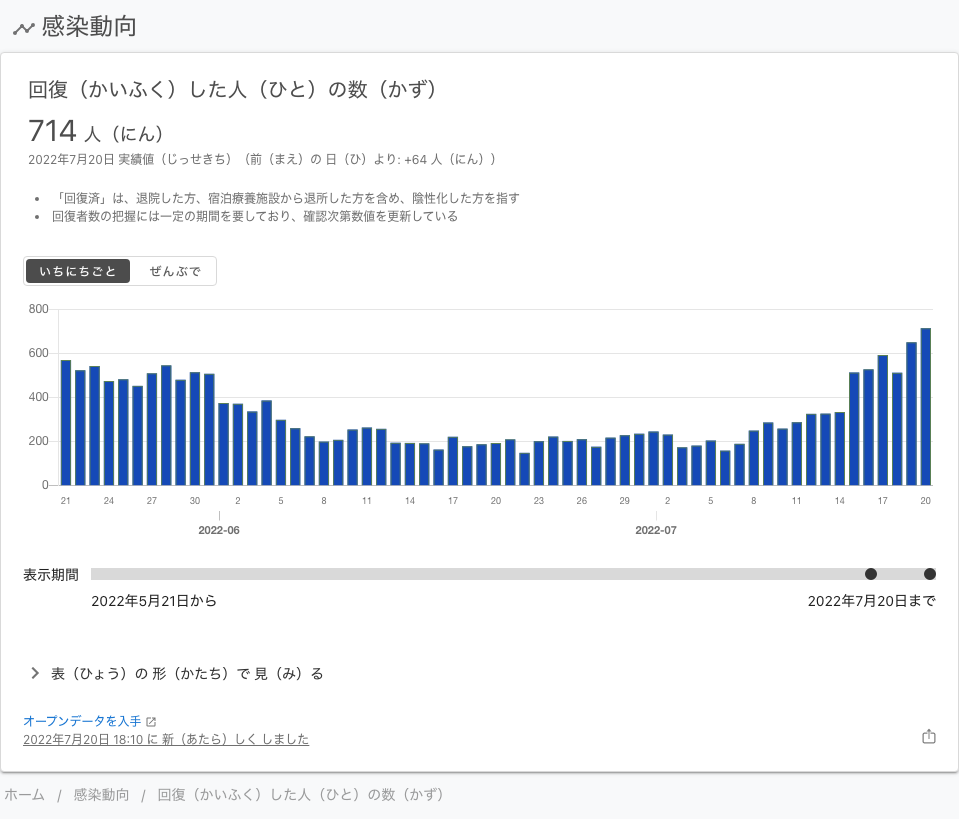 感染動向
回復（かいふく）した人（ひと）の数（かず）
714 人（にん）
2022年7月20日 実績値（じっせきち）（前（まえ）の 日（ひ）より: +64 人（にん））
• 「回復済」は、退院した方、宿泊療養施設から退所した方を含め、陰性化した方を指す
• 回復者数の把握には一定の期間を要しており、確認次第数値を更新している
いちにちごと ぜんぶで
800
600
400
200
0
21 24 27 30 2 5 8 11 14 17 20 23 26 29 2 5 8 11 14 17 20
2022-06 2022-07
表示期間
2022年5月21日から 2022年7月20日まで
表（ひょう）の 形（かたち）で 見（み）る
オープンデータを入手
2022年7月20日 18:10 に 新（あたら）しく しました
ホーム / 感染動向 / 回復（かいふく）した人（ひと）の数（かず）